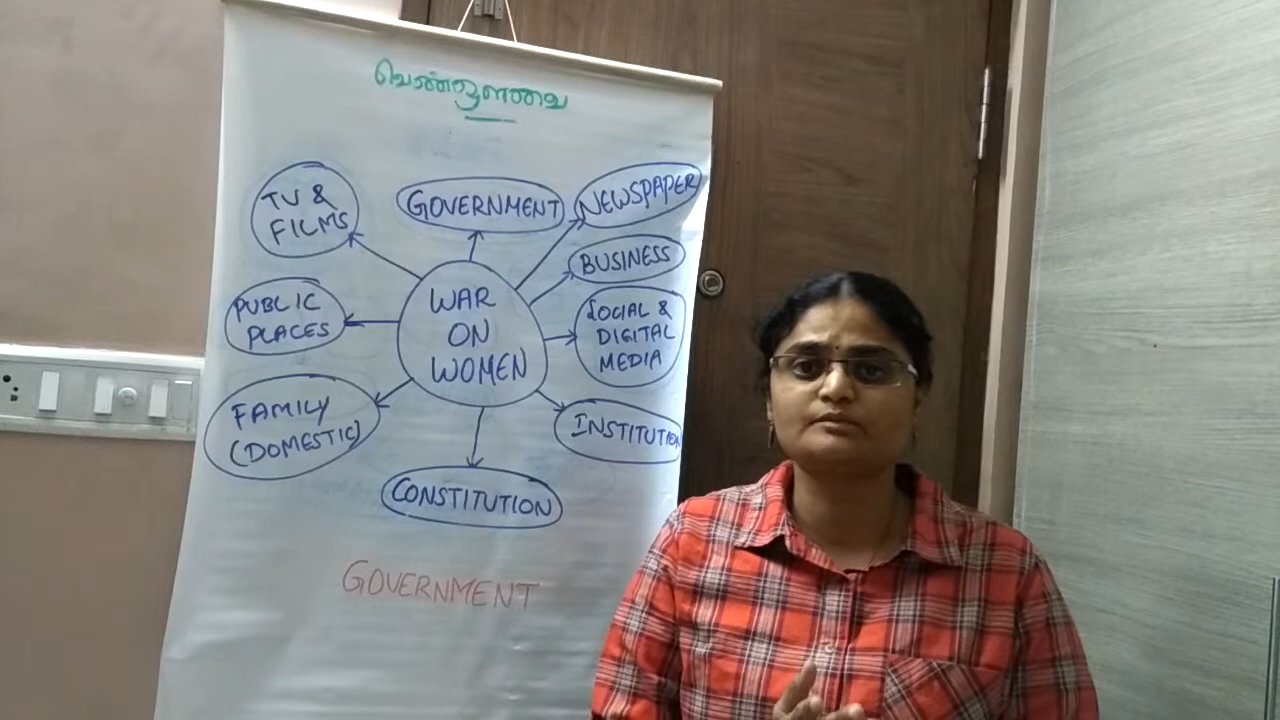 TV &
FILMS
GOVERNMENT
NEWSPAPER
BUSINESS
PUBLIC
PLACES
WAR
ON
WOMEN
SOCIAL &
DIGITAL
MEDIA
FAMILY
(DOMESTIC)
INSTITUTION
CONSTITUTION
GOVERNMENT